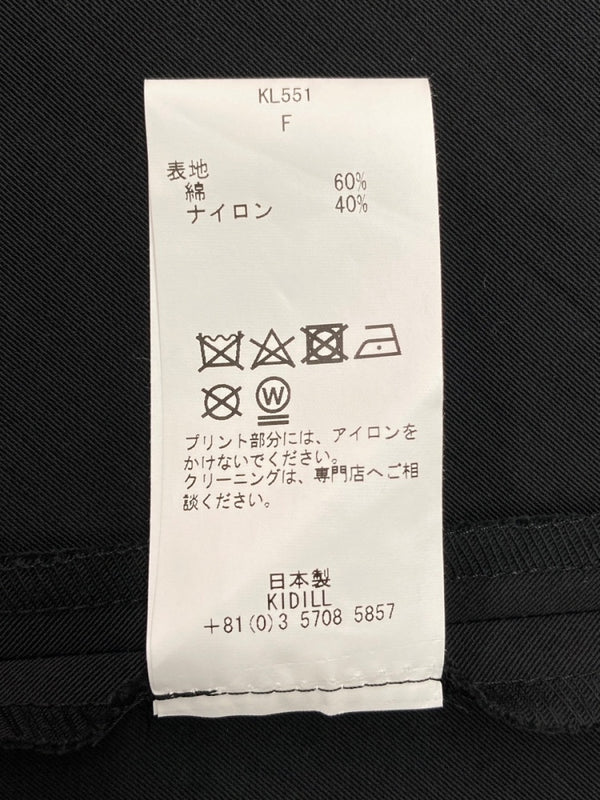 KL551
F
表地
綿 60%
ナイロン 40%
W
プリント部分には、アイロンを
かけないでください。
クリーニングは、専門店へご相
談ください。
日本製
KIDILL
+81(0)3 5708 5857